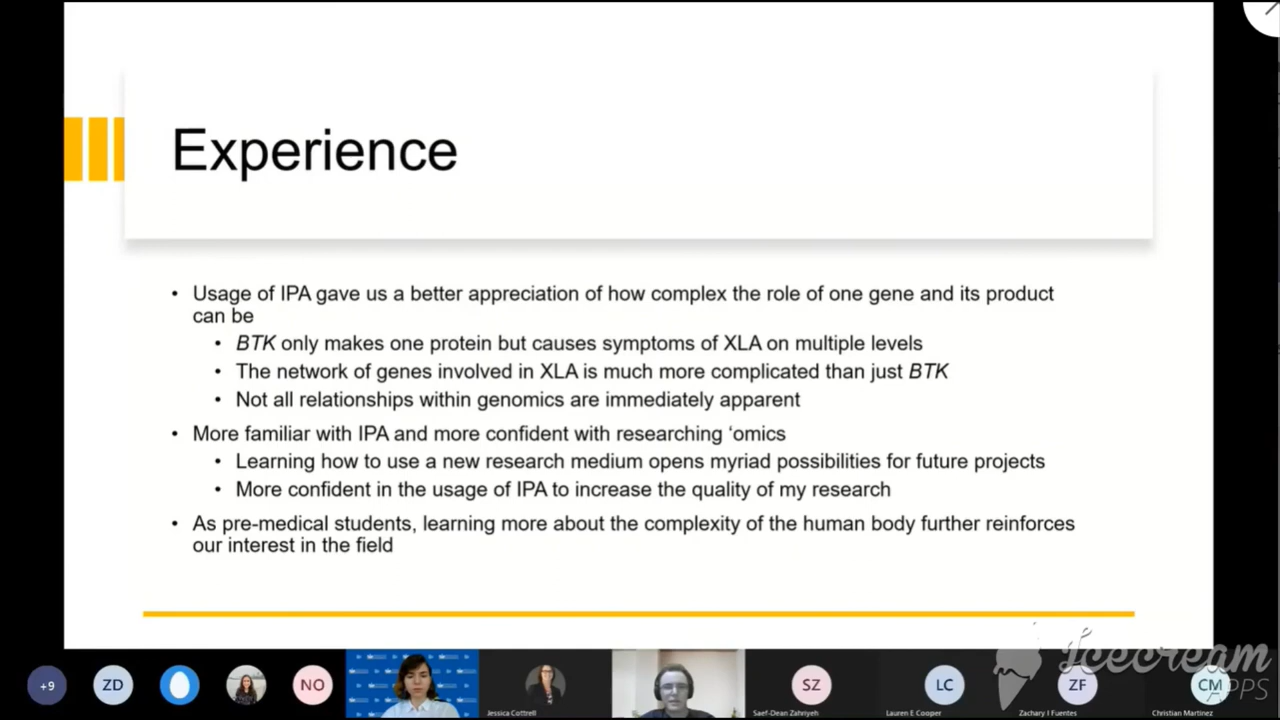 Experience
• Usage of IPA gave us a better appreciation of how complex the role of one gene and its product
can be
• BTK only makes one protein but causes symptoms of XLA on multiple levels
• The network of genes involved in XLA is much more complicated than just BTK
• Not all relationships within genomics are immediately apparent
• More familiar with IPA and more confident with researching ‘omics
• Learning how to use a new research medium opens myriad possibilities for future projects
• More confident in the usage of IPA to increase the quality of my research
• As pre-medical students, learning more about the complexity of the human body further reinforces
our interest in the field
+9
ZD
NO
Jessica Cottrell
SZ
Saef-Dean Zahriyeh
LC
Lauren E Cooper
ZF
Zachary I Fuentes
CM
Christian Martinez
Icecream
APPS